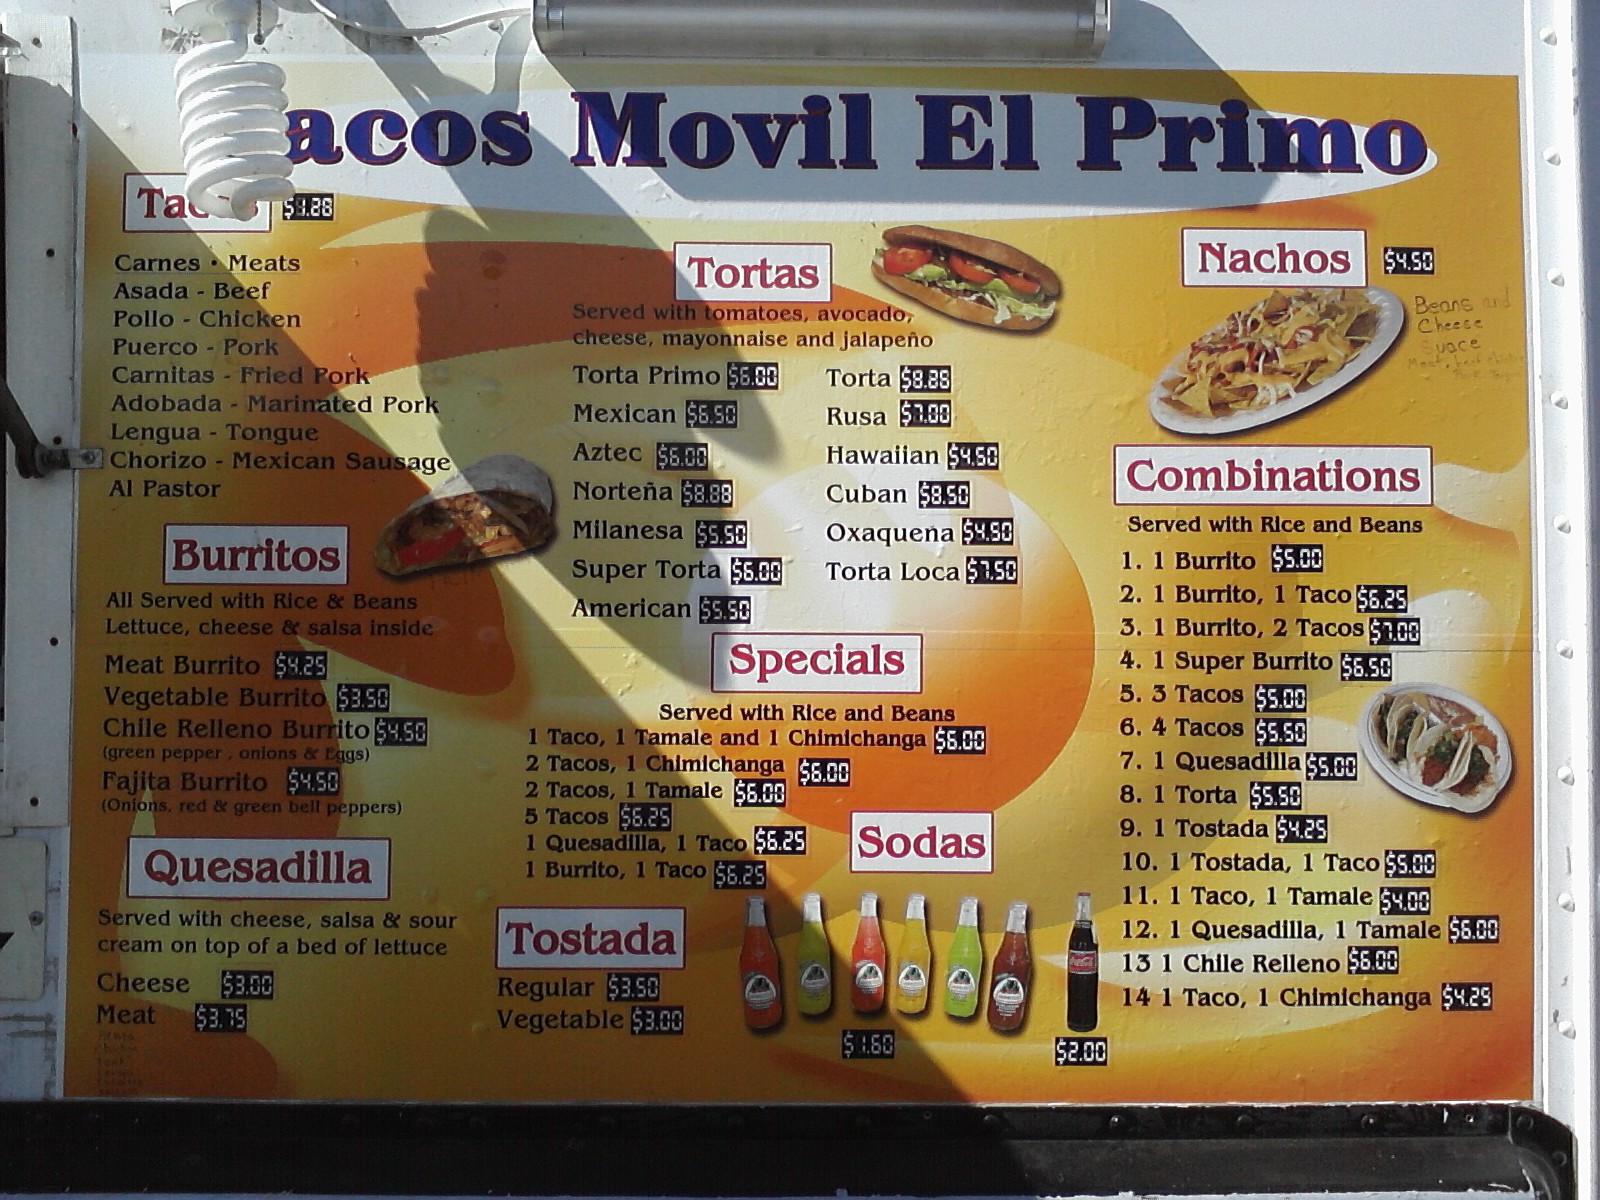 Tacos Movil El Primo
Tacos
Carnes • Meats
Asada - Beef
Pollo - Chicken
Puerco - Pork
Carnitas - Fried Pork
Adobada - Marinated Pork
Lengua - Tongue
Chorizo - Mexican Sausage
Al Pastor
Burritos
All Served with Rice & Beans
Lettuce, cheese & salsa inside
Meat Burrito $4.25
Vegetable Burrito $3.50
Chile Relleno Burrito $4.50
(green pepper , onions & Eggs)
Fajita Burrito $4.50
(Onions, red & green bell peppers)
Quesadilla
Served with cheese, salsa & sour
cream on top of a bed of lettuce
Cheese $3.00
Meat $3.75
Tortas
Served with tomatoes, avocado,
cheese, mayonnaise and jalapeño
Torta Primo $6.00
Mexican $6.50
Aztec $6.00
Norteña
Milanesa $5.50
Super Torta $6.00
American $5.50
Torta
Rusa $7.00
Hawaiian $4.50
Cuban
Oxaqueña $4.50
Torta Loca $7.50
Specials
Served with Rice and Beans
1 Taco, 1 Tamale and 1 Chimichanga $6.00
2 Tacos, 1 Chimichanga $6.00
2 Tacos, 1 Tamale $6.00
5 Tacos $6.25
1 Quesadilla, 1 Taco $6.25
1 Burrito, 1 Taco $6.25
Tostada
Regular $3.50
Vegetable $3.00
Sodas
$2.00
Nachos $4.50
Beans and
Cheese
Suace
Combinations
Served with Rice and Beans
1. 1 Burrito $5.00
2. 1 Burrito, 1 Taco $6.25
3. 1 Burrito, 2 Tacos $7.00
4. 1 Super Burrito $6.50
5. 3 Tacos $5.00
6. 4 Tacos $5.50
7. 1 Quesadilla $5.00
8. 1 Torta $5.50
9. 1 Tostada $4.25
10. 1 Tostada, 1 Taco $5.00
11. 1 Taco, 1 Tamale $4.00
12. 1 Quesadilla, 1 Tamale $6.00
13 1 Chile Relleno $6.00
14 1 Taco, 1 Chimichanga $4.25